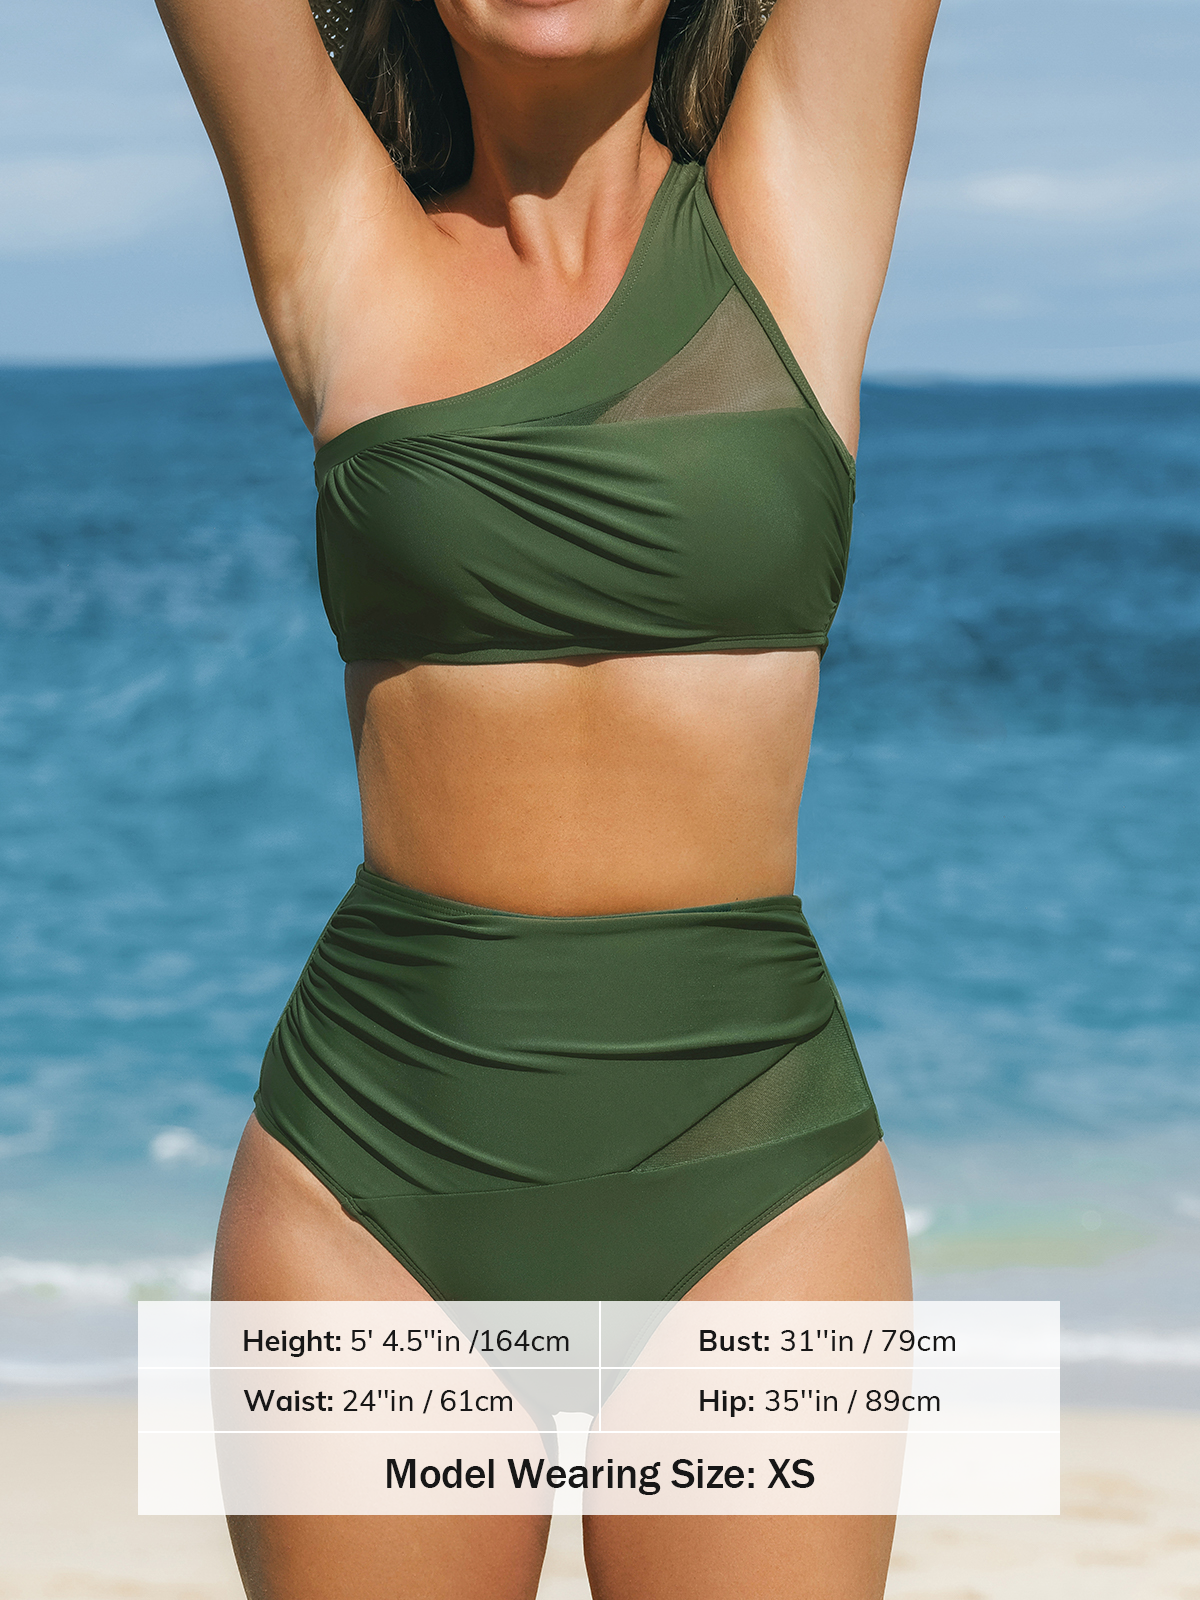 Height: 5' 4.5''in /164cm
Bust: 31''in / 79cm
Waist: 24''in / 61cm
Hip: 35''in / 89cm
Model Wearing Size: XS